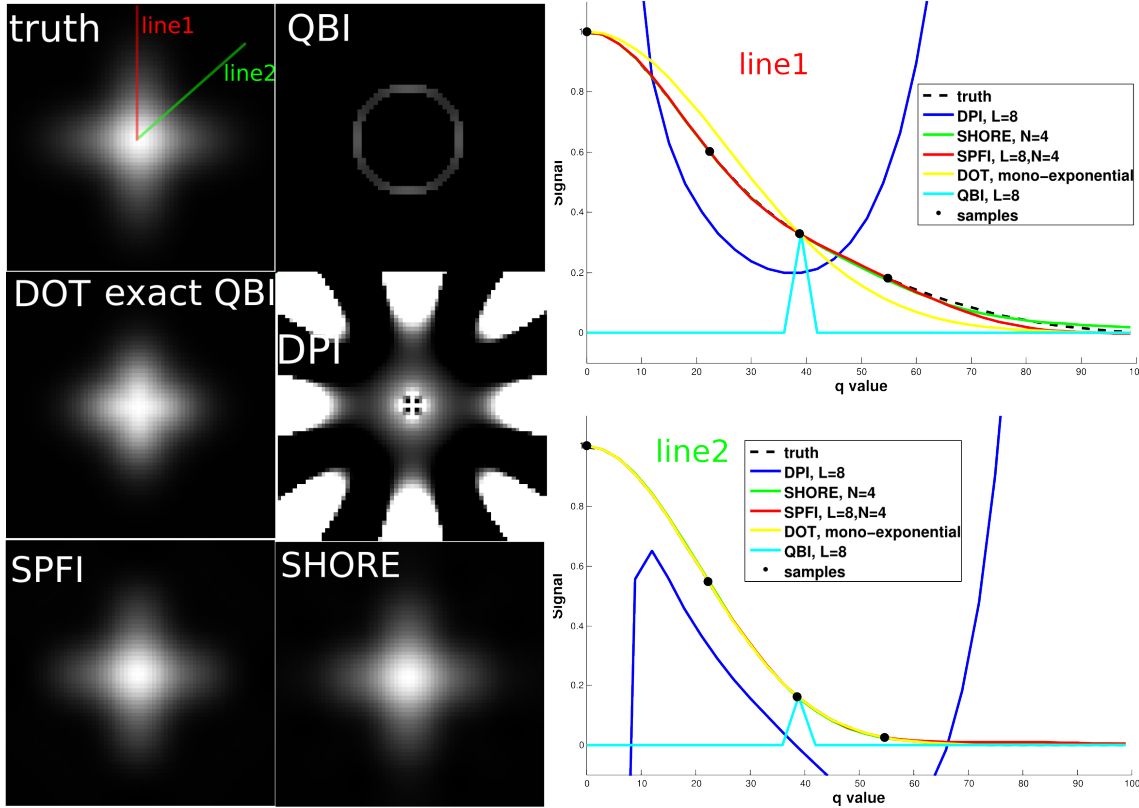 truth
line1
line2
QBI
DOT exact QBI
DPI
SPFI
SHORE
line1
truth
DPI, L=8
SHORE, N=4
SPFI, L=8,N=4
DOT, mono−exponential
QBI, L=8
samples
Signal
1
0.8
0.6
0.4
0.2
0
0 10 20 30 40 50 60 70 80 90 10
q value
line2
truth
DPI, L=8
SHORE, N=4
SPFI, L=8,N=4
DOT, mono−exponential
QBI, L=8
samples
Signal
1
0.8
0.6
0.4
0.2
0
0 10 20 30 40 50 60 70 80 90 100
q value